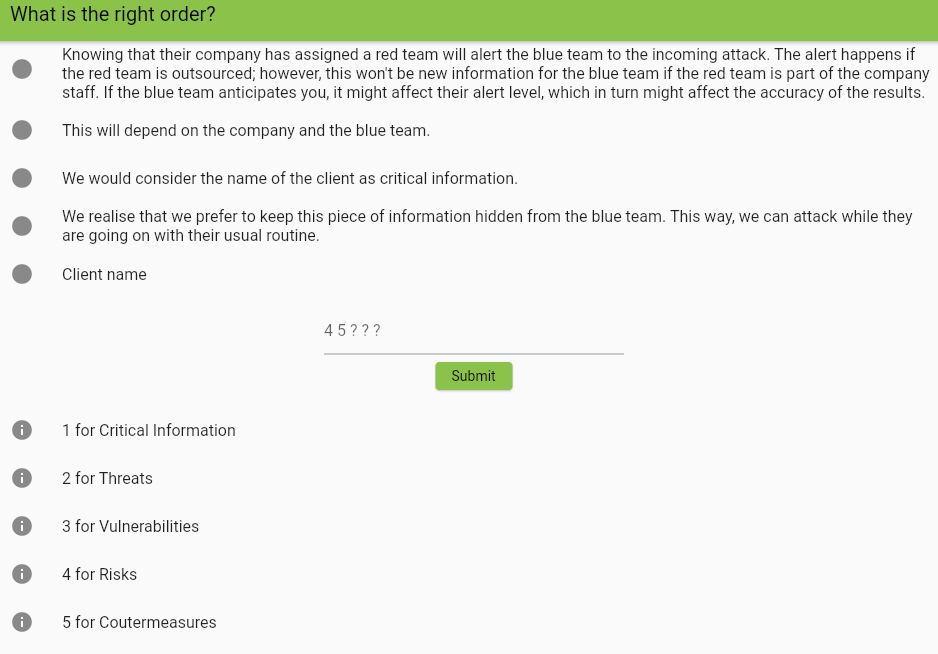 What is the right order?
Knowing that their company has assigned a red team will alert the blue team to the incoming attack. The alert happens if
the red team is outsourced; however, this won't be new information for the blue team if the red team is part of the company
staff. If the blue team anticipates you, it might affect their alert level, which in turn might affect the accuracy of the results.
This will depend on the company and the blue team.
We would consider the name of the client as critical information.
We realise that we prefer to keep this piece of information hidden from the blue team. This way, we can attack while they
are going on with their usual routine.
Client name
4 5 ? ? ?
Submit
1 for Critical Information
2 for Threats
3 for Vulnerabilities
4 for Risks
5 for Coutermeasures